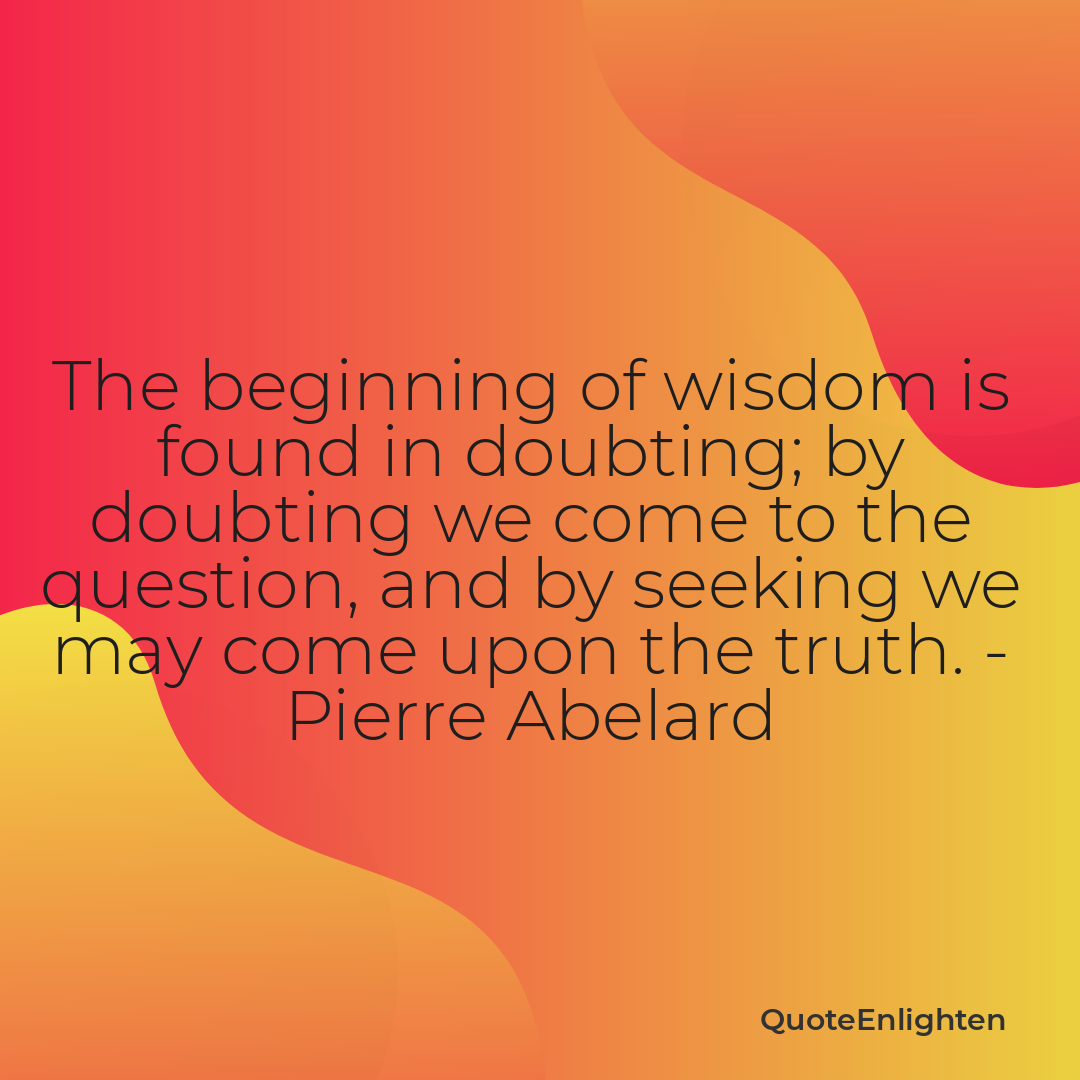 The beginning of wisdom is
found in doubting; by
doubting we come to the
question, and by seeking we
may come upon the truth. -
Pierre Abelard
QuoteEnlighten